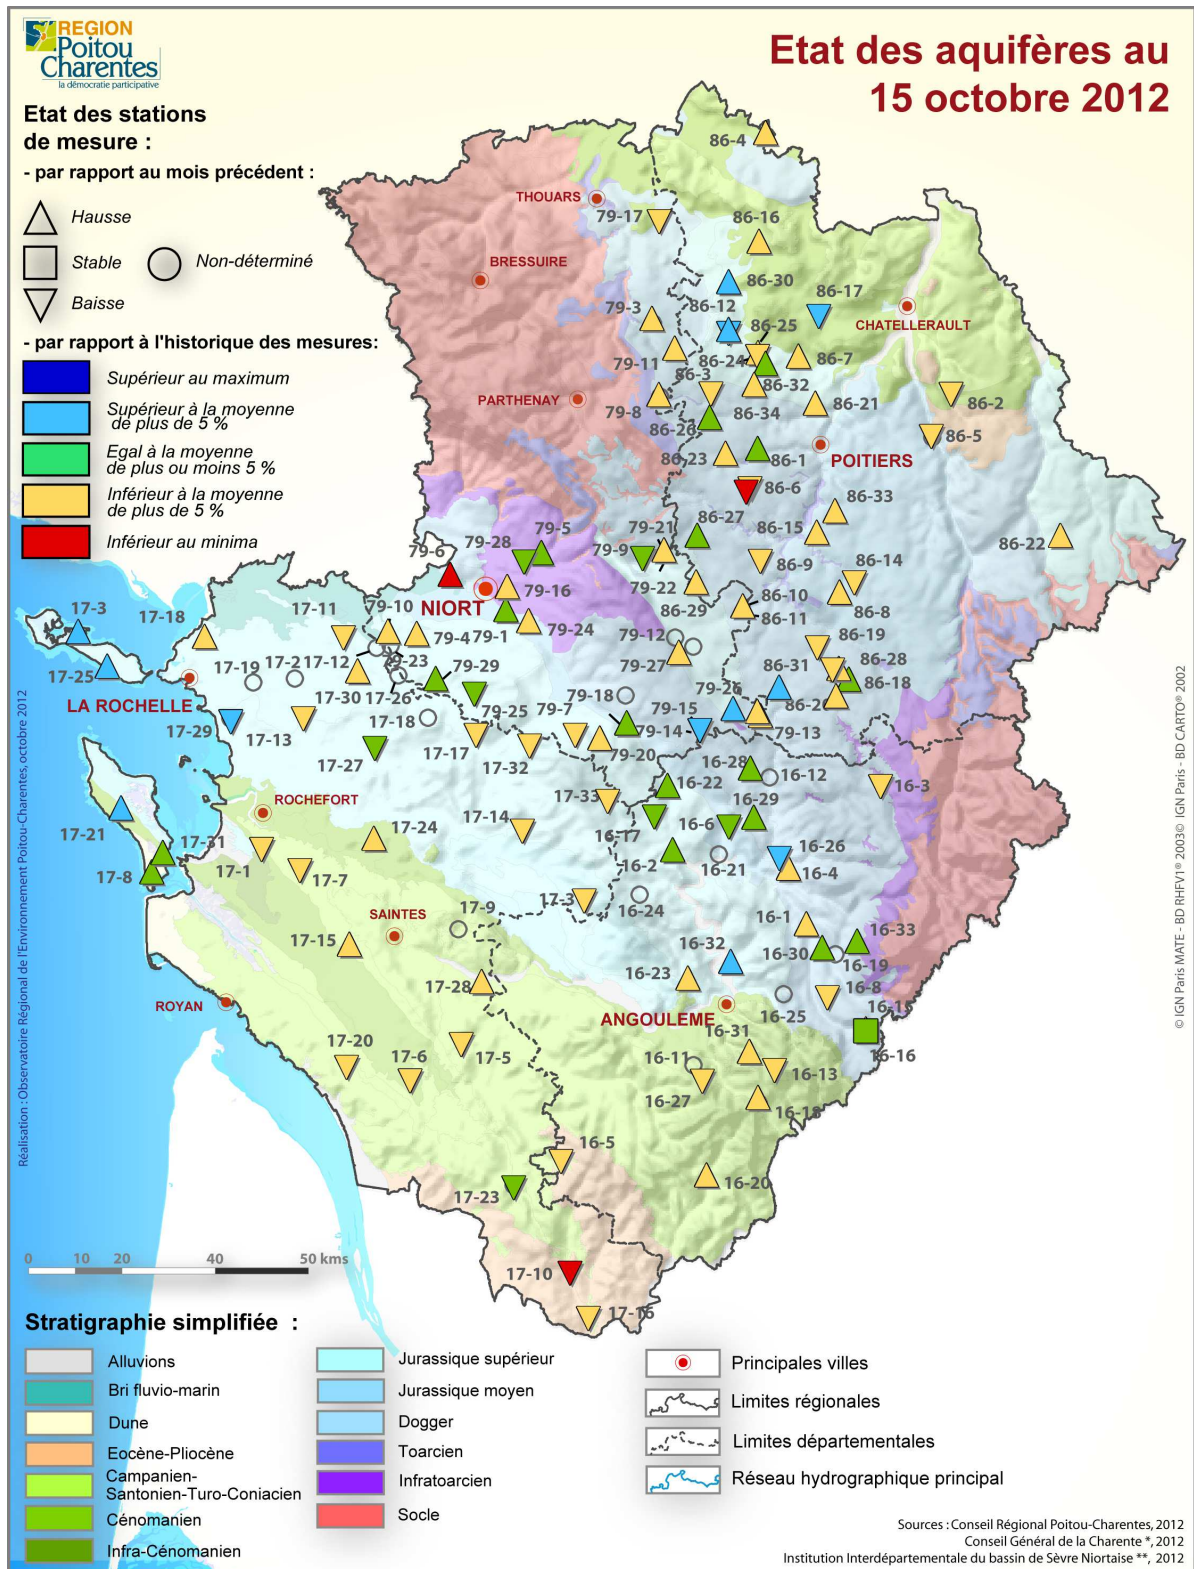 REGION
Poitou
Charentes
la démocratie participative
Etat des aquifères au
15 octobre 2012
Etat des stations
de mesure :
- par rapport au mois précédent :
Hausse
Stable
Non-déterminé
Baisse
- par rapport à l'historique des mesures:
Supérieur au maximum
Supérieur à la moyenne
de plus de 5 %
Egal à la moyenne
de plus ou moins 5 %
Inférieur à la moyenne
de plus de 5 %
Inférieur au minima
86-4
THOUARS
79-17
86-16
BRESSUIRE
86-30
86-17
79-3
86-12
CHATELLERAULT
86-25
79-11
86-24
86-7
86-3
86-32
PARTHENAY
79-8
86-2
86-21
86-34
86-26
86-5
86-23
86-1
POITIERS
86-6
86-33
86-27
86-15
79-5
79-21
79-28
79-9
79-6
86-22
86-9
86-14
79-16
79-22
86-10
NIORT
86-29
86-11
86-8
17-3
17-18
17-11
79-10
79-4
79-1
79-24
79-12
86-19
17-19
17-2
17-12
79-23
79-29
79-27
86-31
86-28
17-25
86-18
17-30
17-26
79-18
79-26
LA ROCHELLE
17-18
79-25
79-7
79-15
86-20
17-29
17-13
79-14
79-13
17-27
17-17
17-32
79-20
16-28
16-12
16-22
16-3
ROCHEFORT
17-33
16-29
17-21
17-24
17-14
16-17
16-6
17-31
16-26
17-8
17-1
17-7
16-2
16-21
16-4
17-3
16-24
SAINTES
17-9
16-1
17-15
16-33
16-32
16-30
16-19
16-23
17-28
16-8
ROYAN
16-25
16-15
ANGOULEME
16-31
17-20
17-6
17-5
16-11
16-16
16-13
16-27
16-18
16-5
16-20
17-23
17-10
17-16
0 10 20 40 50 kms
Réalisation : Observatoire Régional de l'Environnement Poitou-Charentes, octobre 2012
© IGN Paris MATE - BD RHFV1® 2003© IGN Paris - BD CARTO® 2002
Stratigraphie simplifiée :
Alluvions
Bri fluvio-marin
Dune
Eocène-Pliocène
Campanien-
Santonien-Turo-Coniacien
Cénomanien
Infra-Cénomanien
Jurassique supérieur
Jurassique moyen
Dogger
Toarcien
Infratoarcien
Socle
Principales villes
Limites régionales
Limites départementales
Réseau hydrographique principal
Sources : Conseil Régional Poitou-Charentes, 2012
Conseil Général de la Charente *, 2012
Institution Interdépartementale du bassin de Sèvre Niortaise **, 2012